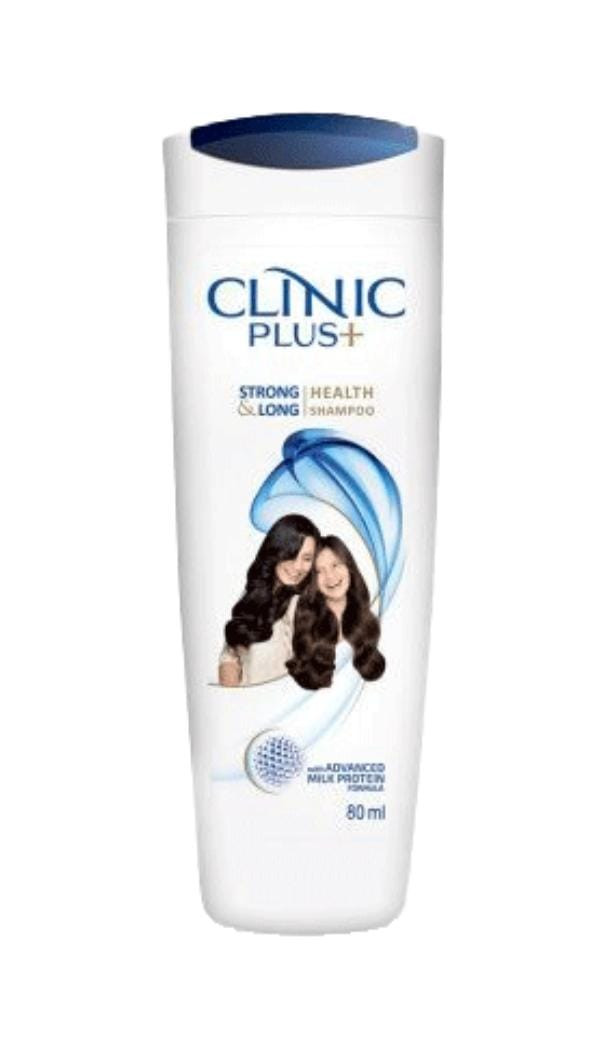 CLINIC
PLUS+
STRONG | HEALTH
& LONG | SHAMPOO
with ADVANCED
MILK PROTEIN
FORMULA
80 ml